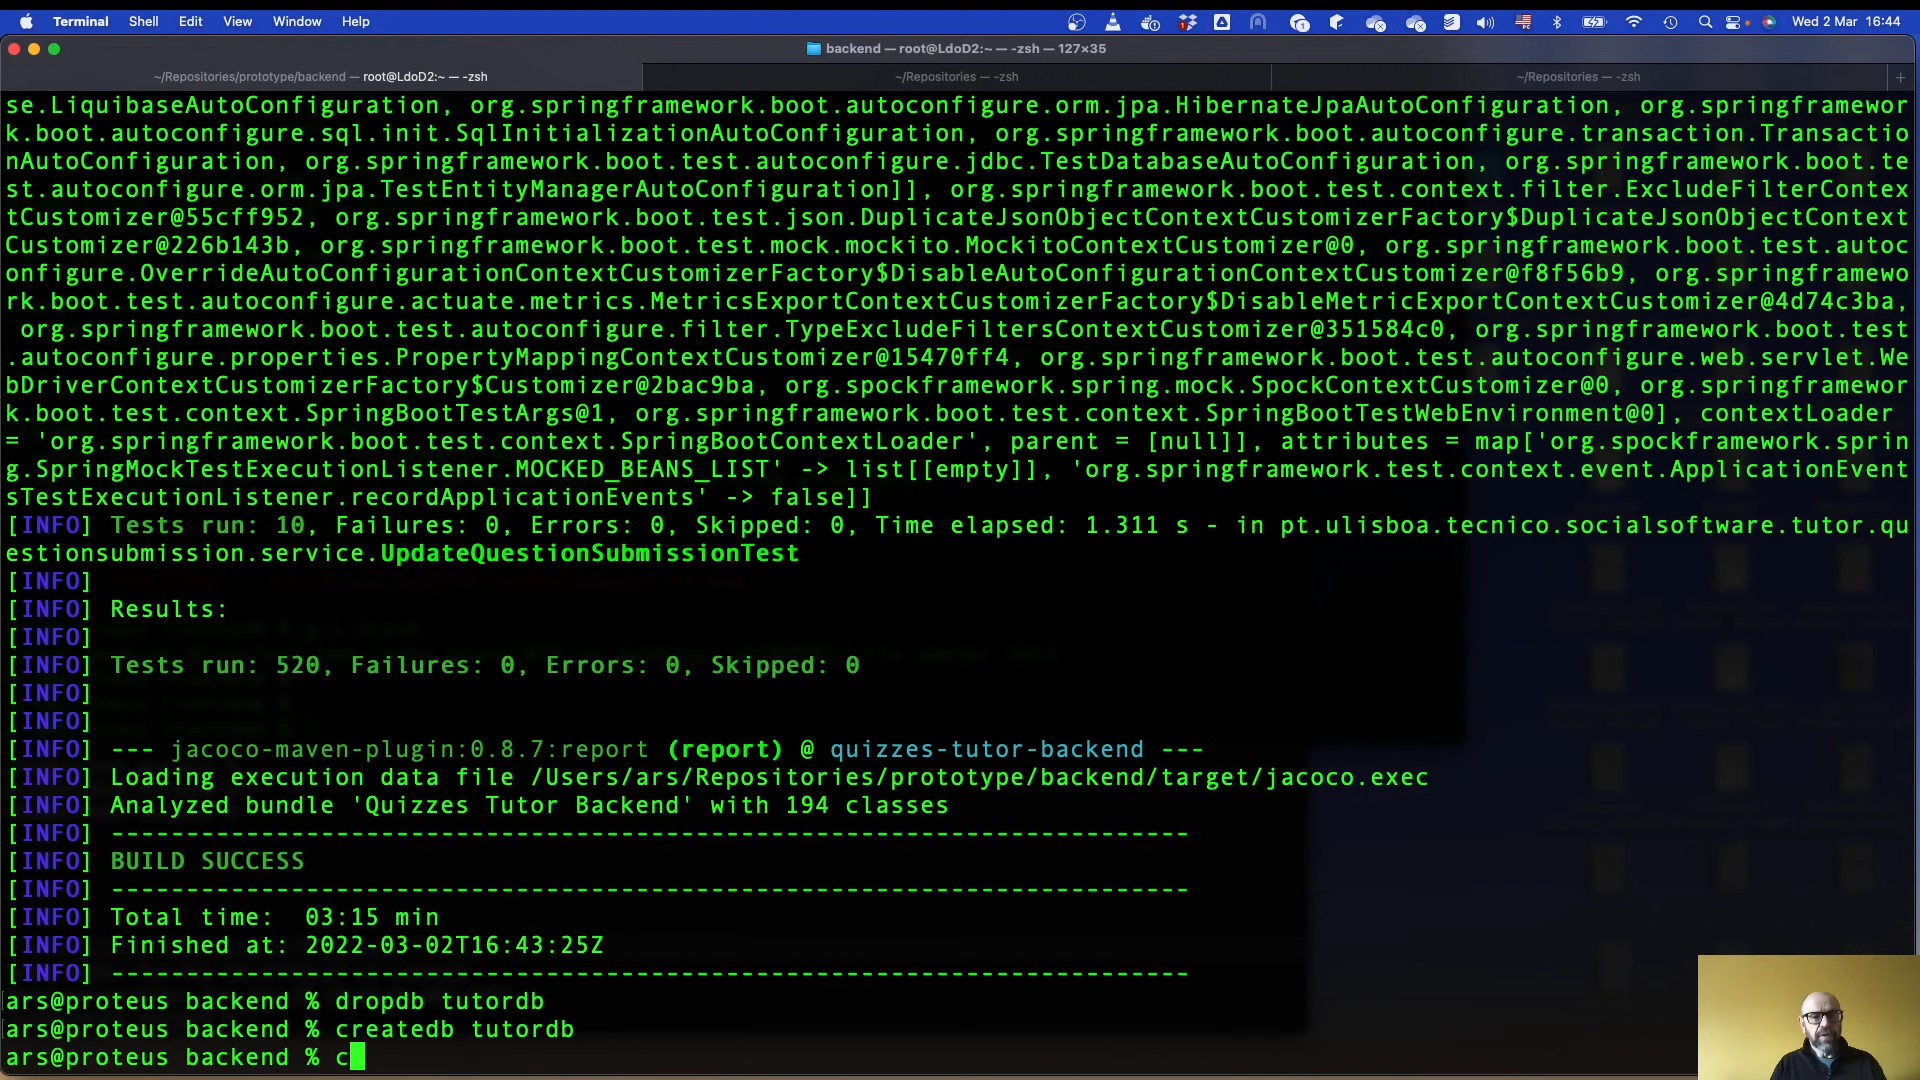 Terminal Shell Edit View Window Help Wed 2 Mar 16:44
backend — root@LdoD2:~ — -zsh — 127×35
~/Repositories/prototype/backend — root@LdoD2:~ — -zsh ~/Repositories — -zsh ~/Repositories — -zsh
se.LiquibaseAutoConfiguration, org.springframework.boot.autoconfigure.orm.jpa.HibernateJpaAutoConfiguration, org.springframewor
k.boot.autoconfigure.sql.init.SqlInitializationAutoConfiguration, org.springframework.boot.autoconfigure.transaction.Transactio
nAutoConfiguration, org.springframework.boot.test.autoconfigure.jdbc.TestDatabaseAutoConfiguration, org.springframework.boot.te
st.autoconfigure.orm.jpa.TestEntityManagerAutoConfiguration]], org.springframework.boot.test.context.filter.ExcludeFilterContex
tCustomizer@55cff952, org.springframework.boot.test.json.DuplicateJsonObjectContextCustomizerFactory$DuplicateJsonObjectContext
Customizer@226b143b, org.springframework.boot.test.mock.mockito.MockitoContextCustomizer@0, org.springframework.boot.test.autoc
onfigure.OverrideAutoConfigurationContextCustomizerFactory$DisableAutoConfigurationContextCustomizer@f8f56b9, org.springframewo
rk.boot.test.autoconfigure.actuate.metrics.MetricsExportContextCustomizerFactory$DisableMetricExportContextCustomizer@4d74c3ba,
 org.springframework.boot.test.autoconfigure.filter.TypeExcludeFiltersContextCustomizer@351584c0, org.springframework.boot.test
.autoconfigure.properties.PropertyMappingContextCustomizer@15470ff4, org.springframework.boot.test.autoconfigure.web.servlet.We
bDriverContextCustomizerFactory$Customizer@2bac9ba, org.spockframework.spring.mock.SpockContextCustomizer@0, org.springframewor
k.boot.test.context.SpringBootTestArgs@1, org.springframework.boot.test.context.SpringBootTestWebEnvironment@0], contextLoader
= 'org.springframework.boot.test.context.SpringBootContextLoader', parent = [null]], attributes = map['org.spockframework.sprin
g.SpringMockTestExecutionListener.MOCKED_BEANS_LIST' -> list[[empty]], 'org.springframework.test.context.event.ApplicationEvent
sTestExecutionListener.recordApplicationEvents' -> false]]
[INFO] Tests run: 10, Failures: 0, Errors: 0, Skipped: 0, Time elapsed: 1.311 s - in pt.ulisboa.tecnico.socialsoftware.tutor.qu
estionsubmission.service.UpdateQuestionSubmissionTest
[INFO]
[INFO] Results:
[INFO]
[INFO] Tests run: 520, Failures: 0, Errors: 0, Skipped: 0
[INFO]
[INFO]
[INFO] --- jacoco-maven-plugin:0.8.7:report (report) @ quizzes-tutor-backend ---
[INFO] Loading execution data file /Users/ars/Repositories/prototype/backend/target/jacoco.exec
[INFO] Analyzed bundle 'Quizzes Tutor Backend' with 194 classes
[INFO] ------------------------------------------------------------------------
[INFO] BUILD SUCCESS
[INFO] ------------------------------------------------------------------------
[INFO] Total time:  03:15 min
[INFO] Finished at: 2022-03-02T16:43:25Z
[INFO] ------------------------------------------------------------------------
ars@proteus backend % dropdb tutordb
ars@proteus backend % createdb tutordb
ars@proteus backend % c